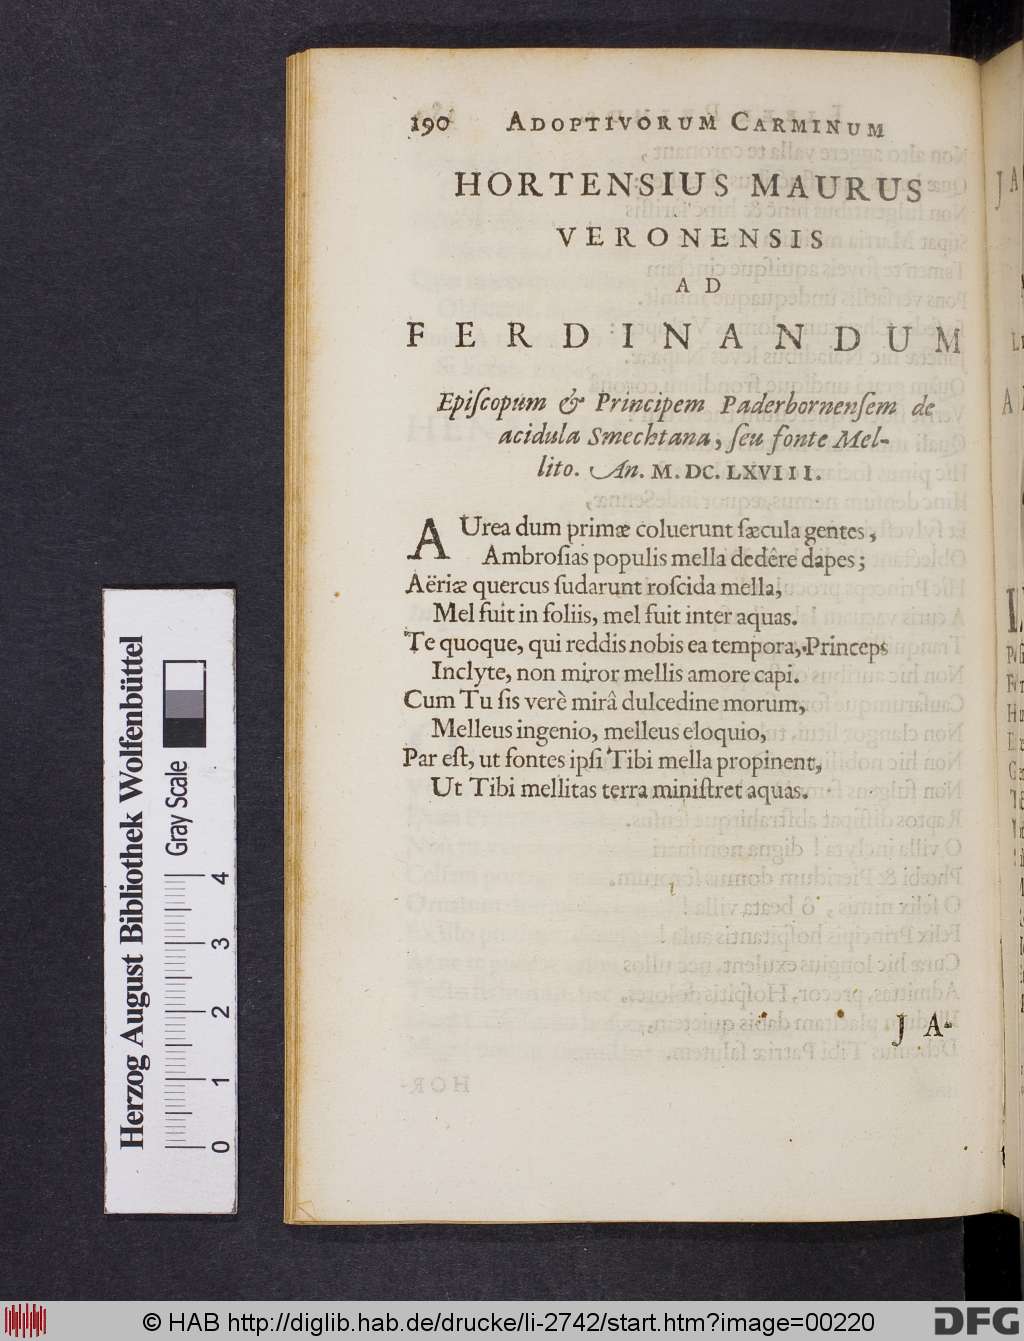 190 ADOPTIVORUM CARMINUM
HORTENSIUS MAURUS
VERONENSIS
AD
FERDINANDUM
Epiſcopum & Principem Paderbornenſem de
acidula Smechtana, ſeu fonte Mel-
lito. An. M. DC. LXVIII.
AUrea dum primæ coluerunt ſæcula gentes,
Ambroſias populis mella dedêre dapes;
Aëriæ quercus ſudarunt roſcida mella,
Mel fuit in foliis, mel fuit inter aquas.
Te quoque, qui reddis nobis ea tempora, Princeps
Inclyte, non miror mellis amore capi.
Cum Tu ſis verè mirâ dulcedine morum,
Melleus ingenio, melleus eloquio,
Par eſt, ut fontes ipſi Tibi mella propinent,
Ut Tibi mellitas terra miniſtret aquas.
JA-
Herzog August Bibliothek Wolfenbüttel
Gray Scale
0 1 2 3 4
© HAB http://diglib.hab.de/drucke/li-2742/start.htm?image=00220
DFG